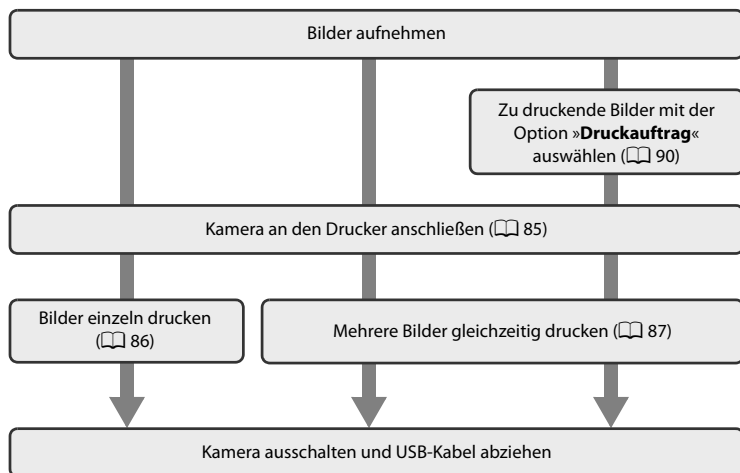 Bilder aufnehmen
Zu druckende Bilder mit der
Option »Druckauftrag«
auswählen (📖 90)
Kamera an den Drucker anschließen (📖 85)
Bilder einzeln drucken
(📖 86)
Mehrere Bilder gleichzeitig drucken (📖 87)
Kamera ausschalten und USB-Kabel abziehen